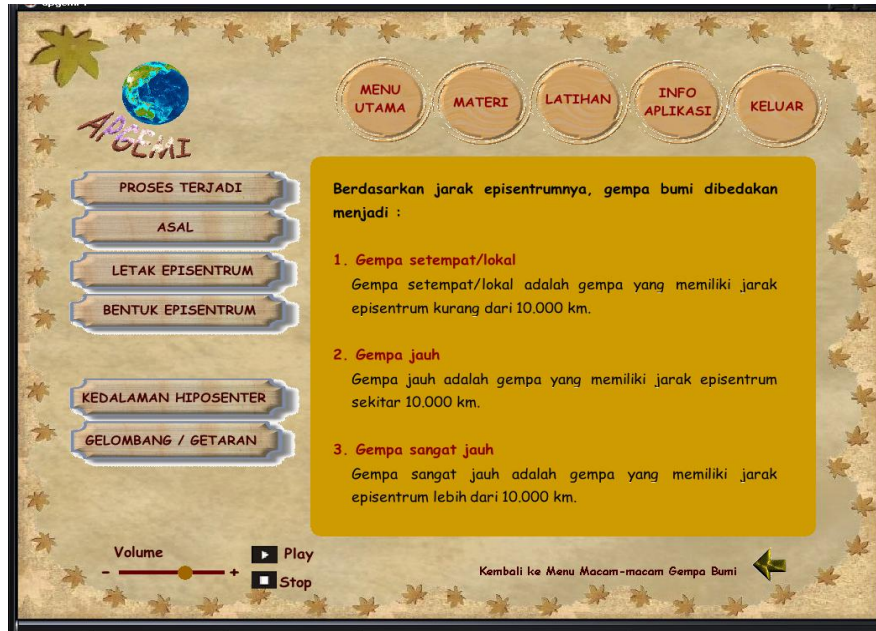 APGEMI
MENU
UTAMA
MATERI
LATIHAN
INFO
APLIKASI
KELUAR
PROSES TERJADI
ASAL
LETAK EPISENTRUM
BENTUK EPISENTRUM
KEDALAMAN HIPOSENTER
GELOMBANG / GETARAN
Berdasarkan jarak episentrumnya, gempa bumi dibedakan
menjadi :
1. Gempa setempat/lokal
Gempa setempat/lokal adalah gempa yang memiliki jarak
episentrum kurang dari 10.000 km.
2. Gempa jauh
Gempa jauh adalah gempa yang memiliki jarak episentrum
sekitar 10.000 km.
3. Gempa sangat jauh
Gempa sangat jauh adalah gempa yang memiliki jarak
episentrum lebih dari 10.000 km.
Volume
- +
Play
Stop
Kembali ke Menu Macam-macam Gempa Bumi